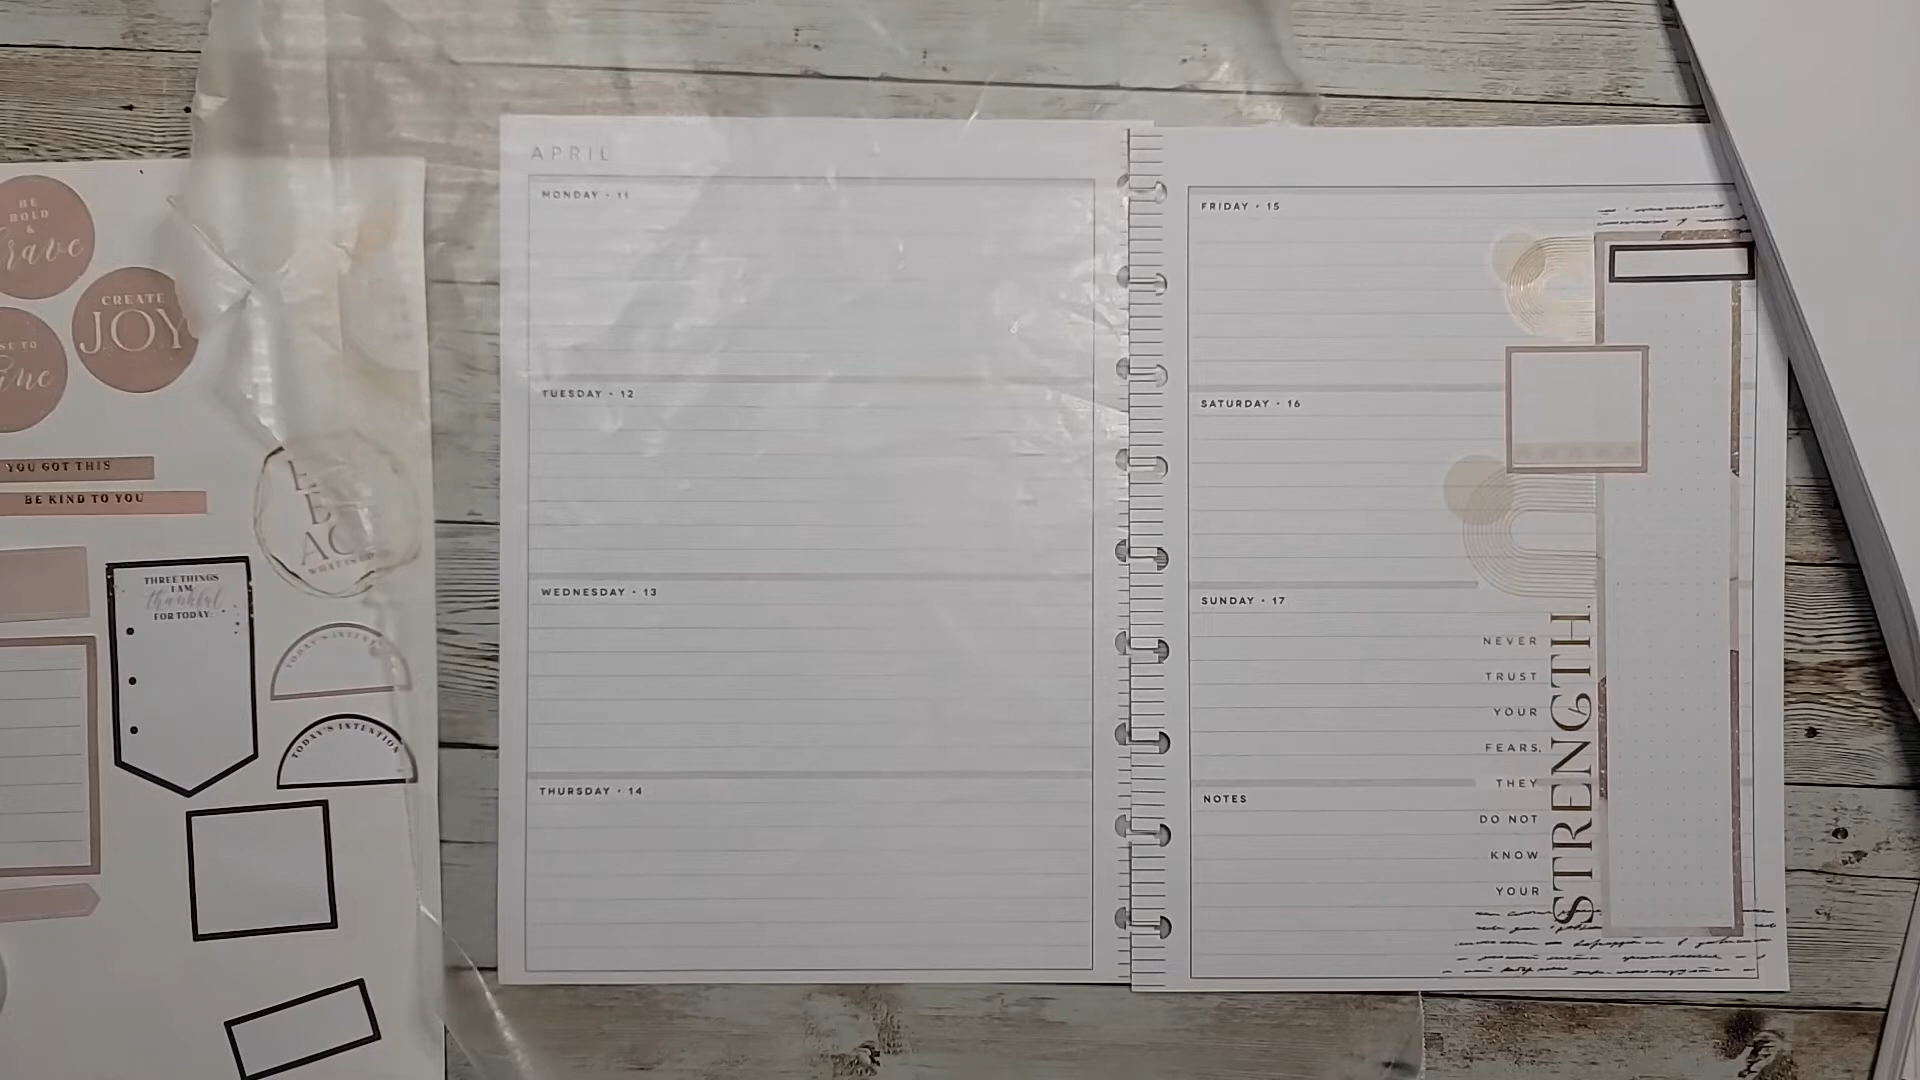 BE
BOLD
&
CREATE
JOY
YOU GOT THIS
BE KIND TO YOU
THREE THINGS
I AM
thankful
FOR TODAY:
TODAY'S INTENTION
APRIL
MONDAY • 11
TUESDAY • 12
WEDNESDAY • 13
THURSDAY • 14
FRIDAY • 15
SATURDAY • 16
SUNDAY • 17
NOTES
NEVER
TRUST
YOUR
FEARS,
THEY
DO NOT
KNOW
YOUR
STRENGTH.